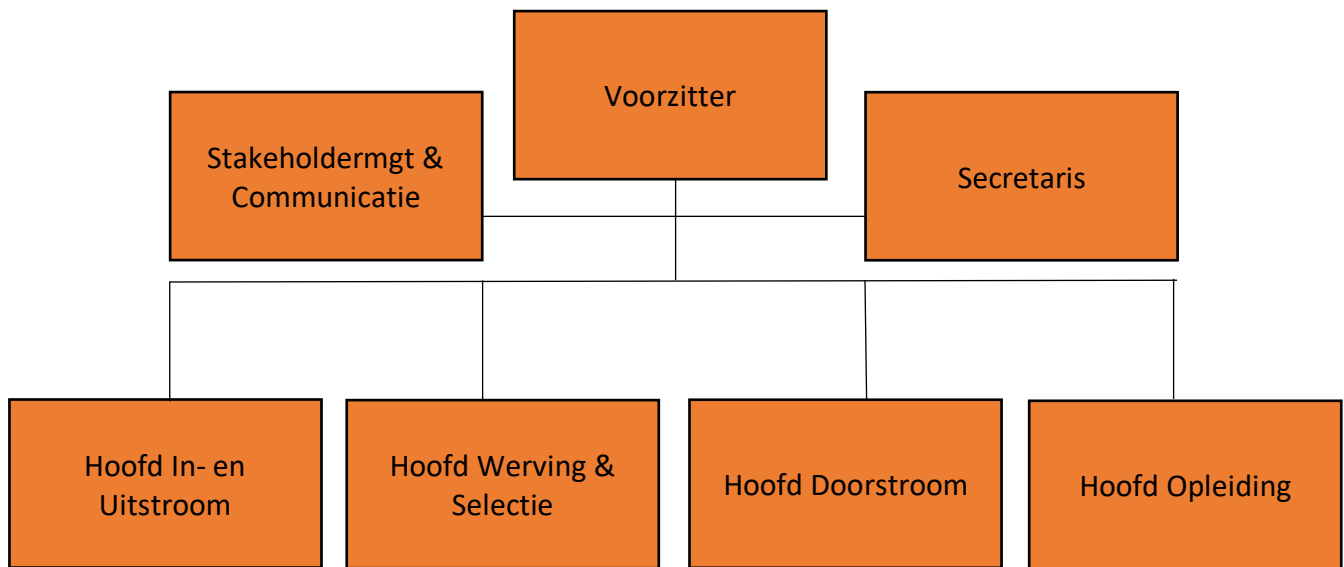 Voorzitter
Stakeholdermgt &
Communicatie
Secretaris
Hoofd In- en
Uitstroom
Hoofd Werving &
Selectie
Hoofd Doorstroom
Hoofd Opleiding